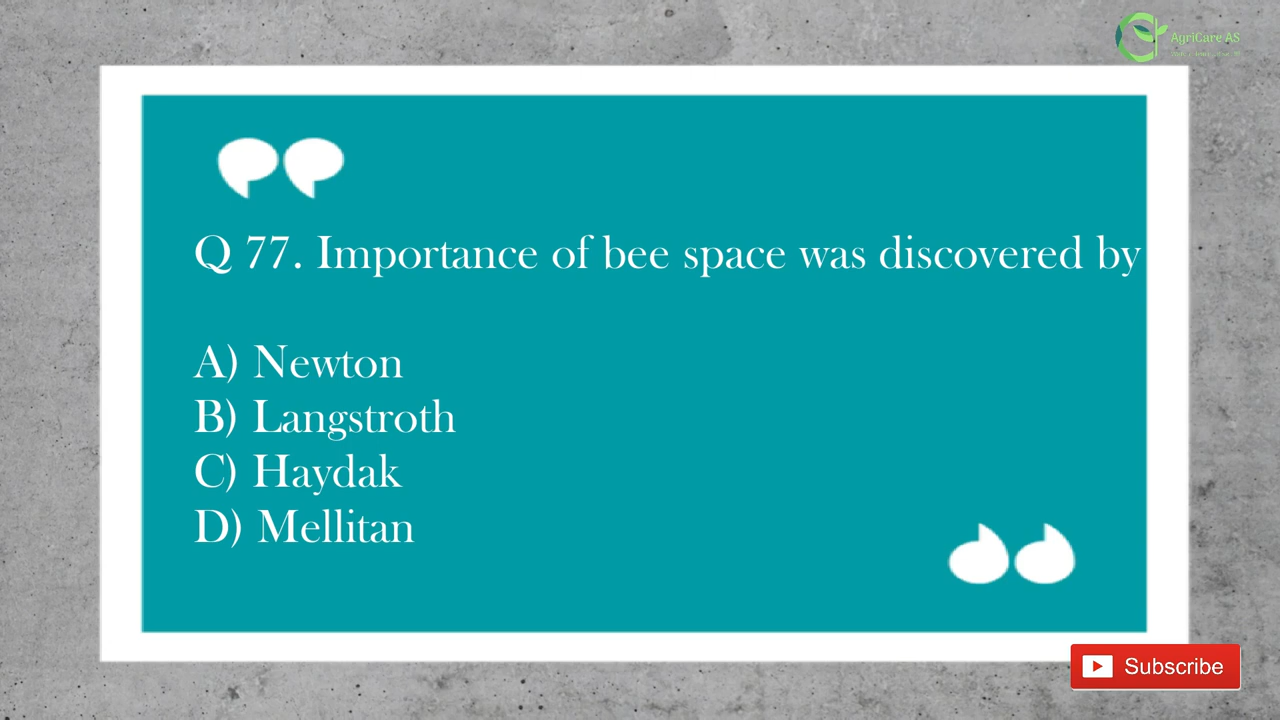 AgriCare AS
Q 77. Importance of bee space was discovered by
A) Newton
B) Langstroth
C) Haydak
D) Mellitan
Subscribe